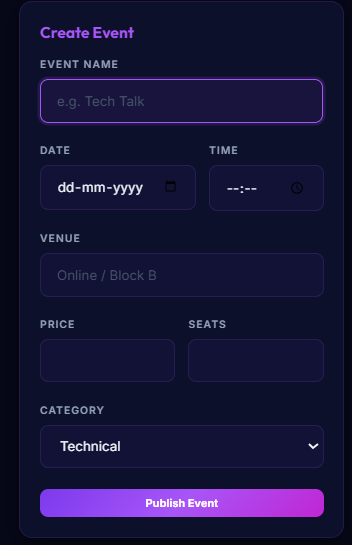 Create Event
EVENT NAME
e.g. Tech Talk
DATE TIME
dd-mm-yyyy --:--
VENUE
Online / Block B
PRICE SEATS
CATEGORY
Technical
Publish Event